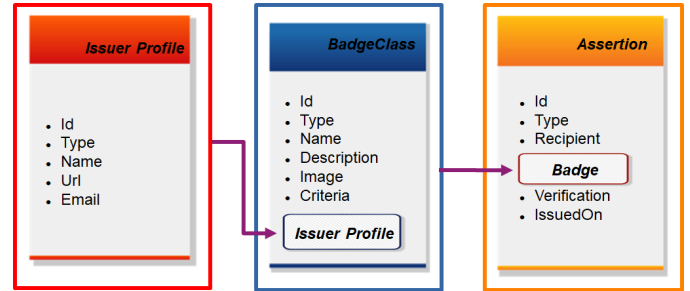 Issuer Profile
Id
Type
Name
Url
Email
BadgeClass
Id
Type
Name
Description
Image
Criteria
Issuer Profile
Assertion
Id
Type
Recipient
Badge
Verification
IssuedOn